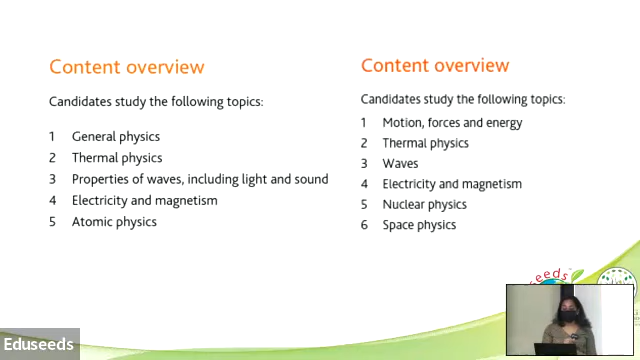 Content overview
Candidates study the following topics:
1 General physics
2 Thermal physics
3 Properties of waves, including light and sound
4 Electricity and magnetism
5 Atomic physics
Content overview
Candidates study the following topics:
1 Motion, forces and energy
2 Thermal physics
3 Waves
4 Electricity and magnetism
5 Nuclear physics
6 Space physics
Eduseeds